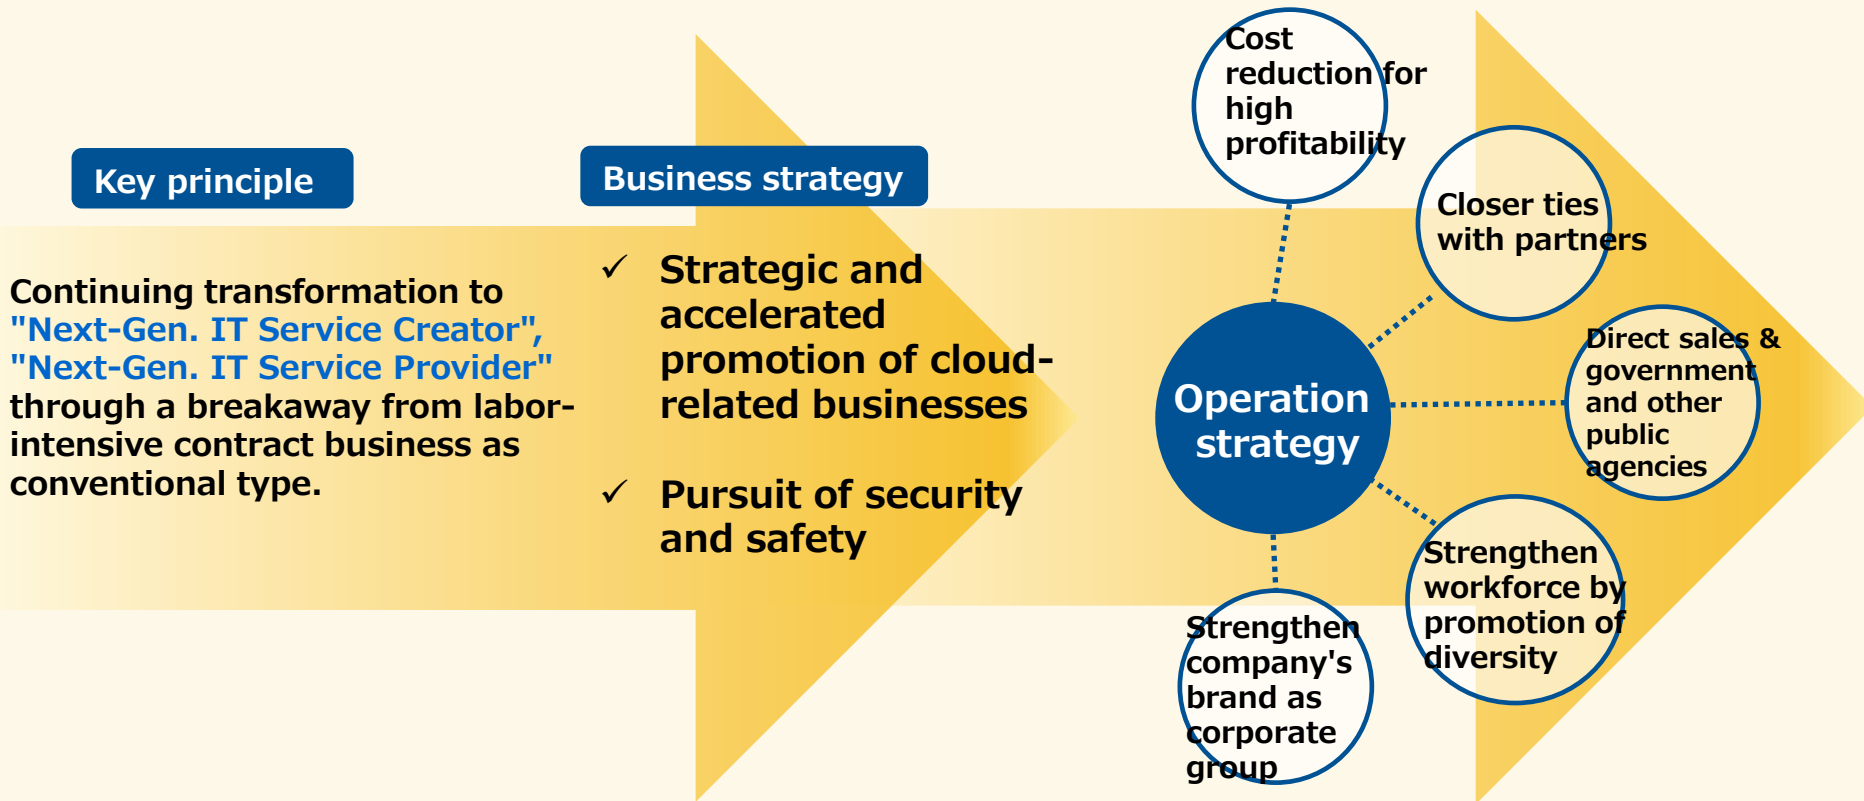 Key principle
Continuing transformation to
"Next-Gen. IT Service Creator",
"Next-Gen. IT Service Provider"
through a breakaway from labor-
intensive contract business as
conventional type.
Business strategy
✓ Strategic and
accelerated
promotion of cloud-
related businesses
✓ Pursuit of security
and safety
Operation
strategy
Cost
reduction for
high
profitability
Closer ties
with partners
Direct sales &
government
and other
public
agencies
Strengthen
workforce by
promotion of
diversity
Strengthen
company's
brand as
corporate
group